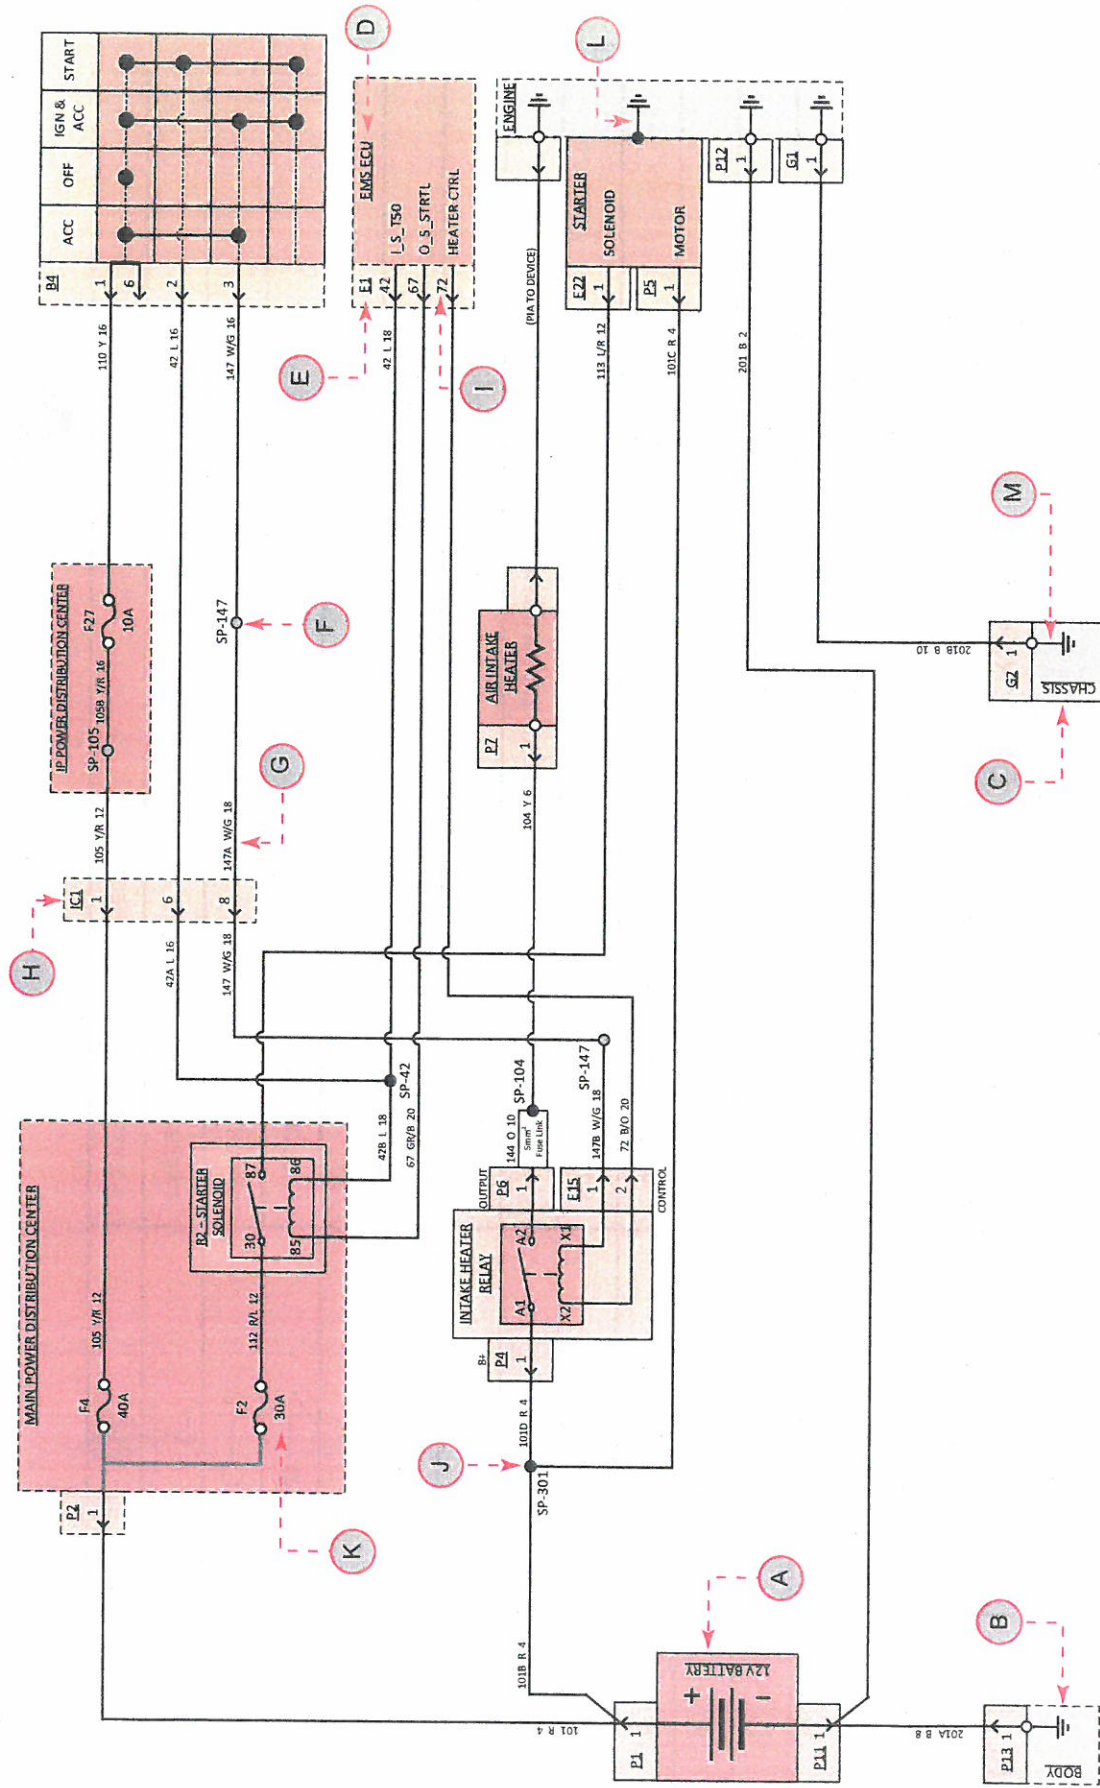 START
IGN & ACC
OFF
ACC
B4
1
6
2
3
110 Y 16
42 L 16
147 W/G 16
D
EMS ECU
I_S_T50
O_S_STRTL
HEATER CTRL
E1
42
67
72
42 L 18
E
I
L
ENGINE
STARTER
SOLENOID
MOTOR
E22
1
P5
1
P12
1
G1
1
(PIA TO DEVICE)
113 L/R 12
101C R 4
201 B 2
IP POWER DISTRIBUTION CENTER
F27
10A
SP-105
105B Y/R 16
SP-147
F
AIR INTAKE
HEATER
P7
1
104 Y 6
M
201B B 10
G2
1
CHASSIS
C
105 Y/R 12
147A W/G 18
G
H
IC1
1
6
8
42A L 16
147 W/G 18
SP-42
SP-104
SP-147
MAIN POWER DISTRIBUTION CENTER
105 Y/R 12
F4
40A
112 R/L 12
F2
30A
R2 – STARTER
SOLENOID
30
87
85
86
42B L 18
67 GR/B 20
144 O 10
5mm²
Fuse Link
147B W/G 18
72 B/O 20
OUTPUT
P6
1
E15
1
2
CONTROL
INTAKE HEATER
RELAY
A1
A2
X2
X1
B+
P4
1
101D R 4
J
SP-301
P2
1
K
A
101B R 4
101 R 4
P1
1
12V BATTERY
+
–
P11
1
201A B 8
P13
1
BODY
B